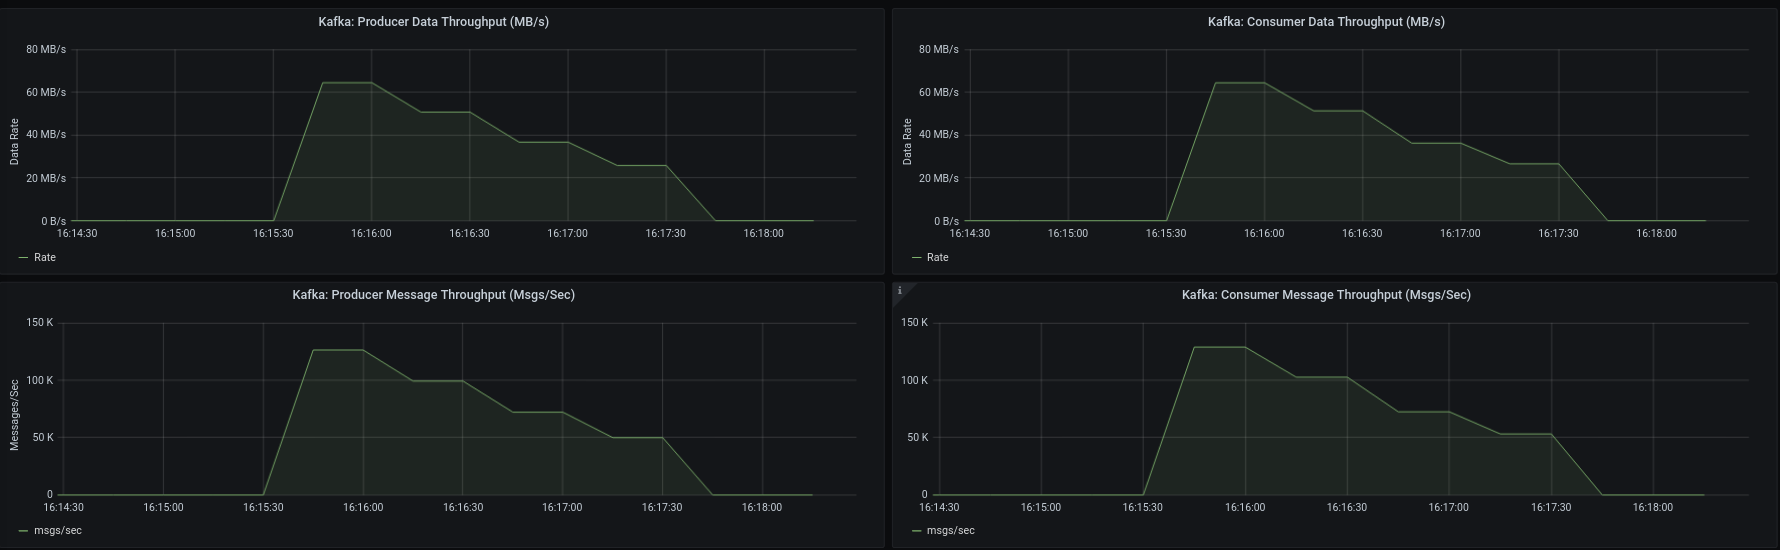 Kafka: Producer Data Throughput (MB/s)
80 MB/s
60 MB/s
40 MB/s
20 MB/s
0 B/s
Data Rate
16:14:30 16:15:00 16:15:30 16:16:00 16:16:30 16:17:00 16:17:30 16:18:00
Rate
Kafka: Consumer Data Throughput (MB/s)
80 MB/s
60 MB/s
40 MB/s
20 MB/s
0 B/s
Data Rate
16:14:30 16:15:00 16:15:30 16:16:00 16:16:30 16:17:00 16:17:30 16:18:00
Rate
Kafka: Producer Message Throughput (Msgs/Sec)
150 K
100 K
50 K
0
Messages/Sec
16:14:30 16:15:00 16:15:30 16:16:00 16:16:30 16:17:00 16:17:30 16:18:00
msgs/sec
i
Kafka: Consumer Message Throughput (Msgs/Sec)
150 K
100 K
50 K
0
16:14:30 16:15:00 16:15:30 16:16:00 16:16:30 16:17:00 16:17:30 16:18:00
msgs/sec